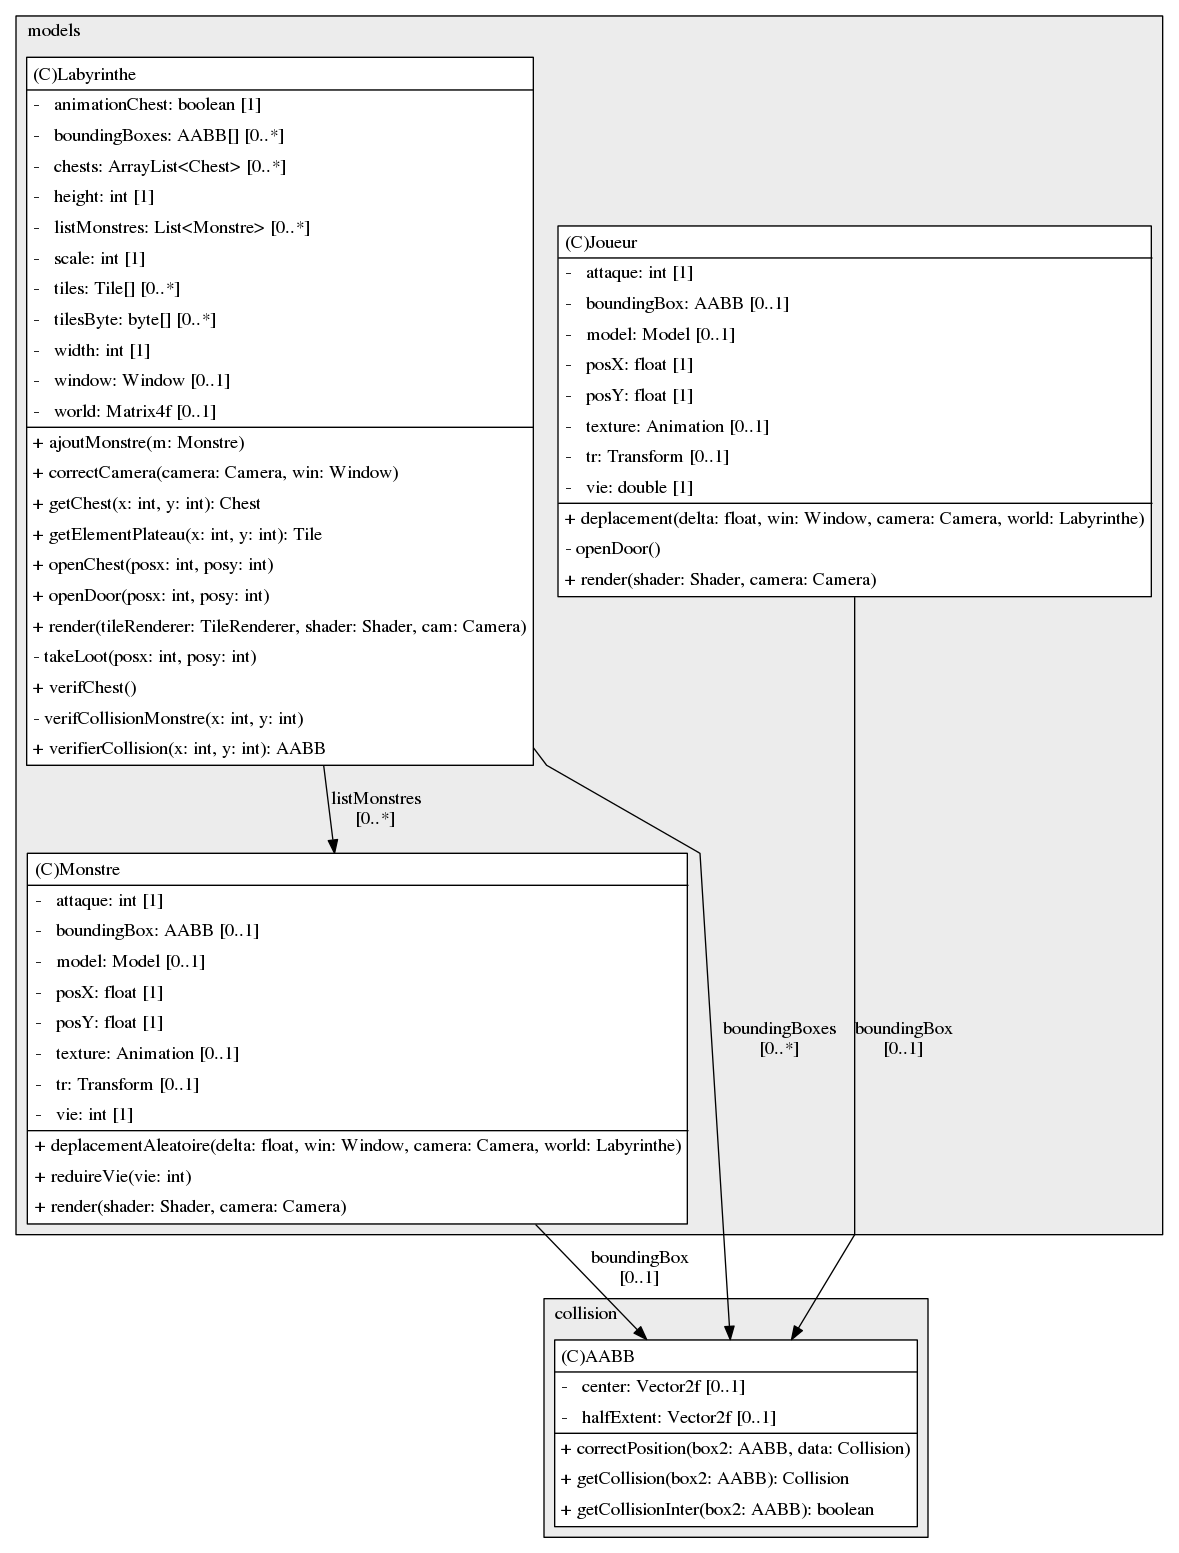 models
(C)Labyrinthe
- animationChest: boolean [1]
- boundingBoxes: AABB[] [0..*]
- chests: ArrayList<Chest> [0..*]
- height: int [1]
- listMonstres: List<Monstre> [0..*]
- scale: int [1]
- tiles: Tile[] [0..*]
- tilesByte: byte[] [0..*]
- width: int [1]
- window: Window [0..1]
- world: Matrix4f [0..1]
+ ajoutMonstre(m: Monstre)
+ correctCamera(camera: Camera, win: Window)
+ getChest(x: int, y: int): Chest
+ getElementPlateau(x: int, y: int): Tile
+ openChest(posx: int, posy: int)
+ openDoor(posx: int, posy: int)
+ render(tileRenderer: TileRenderer, shader: Shader, cam: Camera)
- takeLoot(posx: int, posy: int)
+ verifChest()
- verifCollisionMonstre(x: int, y: int)
+ verifierCollision(x: int, y: int): AABB
(C)Joueur
- attaque: int [1]
- boundingBox: AABB [0..1]
- model: Model [0..1]
- posX: float [1]
- posY: float [1]
- texture: Animation [0..1]
- tr: Transform [0..1]
- vie: double [1]
+ deplacement(delta: float, win: Window, camera: Camera, world: Labyrinthe)
- openDoor()
+ render(shader: Shader, camera: Camera)
listMonstres
[0..*]
(C)Monstre
- attaque: int [1]
- boundingBox: AABB [0..1]
- model: Model [0..1]
- posX: float [1]
- posY: float [1]
- texture: Animation [0..1]
- tr: Transform [0..1]
- vie: int [1]
+ deplacementAleatoire(delta: float, win: Window, camera: Camera, world: Labyrinthe)
+ reduireVie(vie: int)
+ render(shader: Shader, camera: Camera)
boundingBoxes
[0..*]
boundingBox
[0..1]
boundingBox
[0..1]
collision
(C)AABB
- center: Vector2f [0..1]
- halfExtent: Vector2f [0..1]
+ correctPosition(box2: AABB, data: Collision)
+ getCollision(box2: AABB): Collision
+ getCollisionInter(box2: AABB): boolean